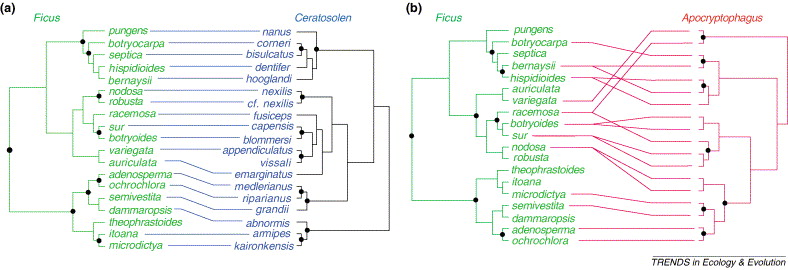 (a)
Ficus
Ceratosolen
pungens
nanus
botryocarpa
corneri
septica
bisulcatus
hispidioides
dentifer
bernaysii
hooglandi
nodosa
nexilis
robusta
cf. nexilis
racemosa
fusiceps
sur
capensis
botryoides
blommersi
variegata
appendiculatus
auriculata
vissali
emarginatus
adenosperma
medlerianus
ochrochlora
riparianus
semivestita
grandii
dammaropsis
abnormis
theophrastoides
itoana
armipes
microdictya
kaironkensis
(b)
Ficus
Apocryptophagus
pungens
botryocarpa
septica
bernaysii
hispidioides
auriculata
variegata
racemosa
botryoides
sur
nodosa
robusta
theophrastoides
itoana
microdictya
semivestita
dammaropsis
adenosperma
ochrochlora
TRENDS in Ecology & Evolution